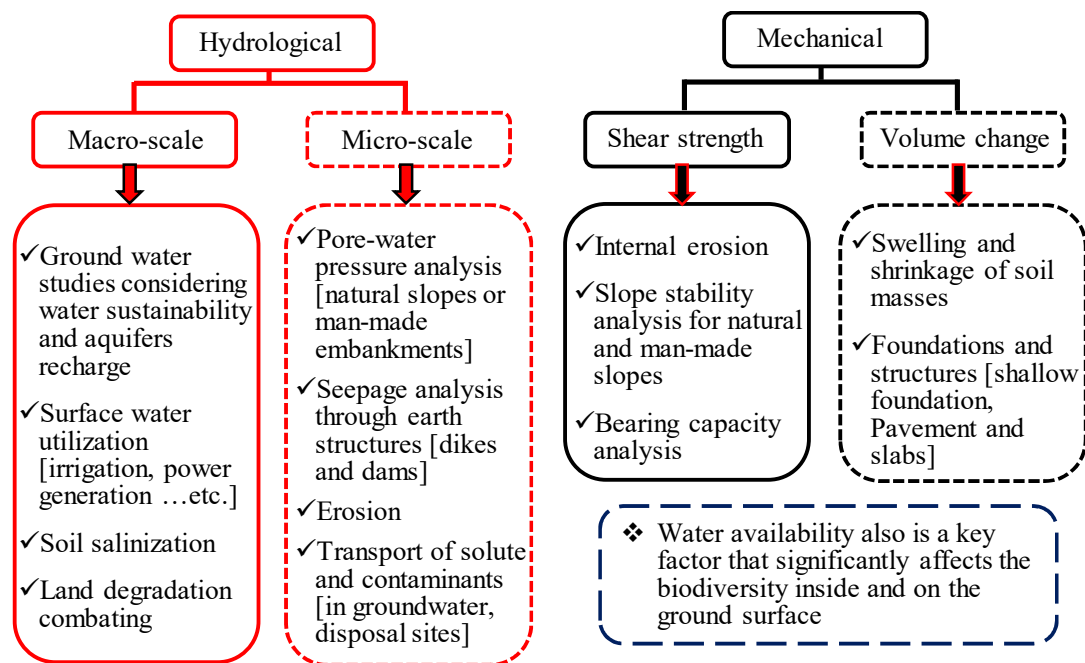 Hydrological
Macro-scale
Micro-scale
✓Ground water
studies considering
water sustainability
and aquifers
recharge
✓Surface water
utilization
[irrigation, power
generation …etc.]
✓Soil salinization
✓Land degradation
combating
✓Pore-water
pressure analysis
[natural slopes or
man-made
embankments]
✓Seepage analysis
through earth
structures [dikes
and dams]
✓Erosion
✓Transport of solute
and contaminants
[in groundwater,
disposal sites]
Mechanical
Shear strength
Volume change
✓Internal erosion
✓Slope stability
analysis for natural
and man-made
slopes
✓Bearing capacity
analysis
✓Swelling and
shrinkage of soil
masses
✓Foundations and
structures [shallow
foundation,
Pavement and
slabs]
❖ Water availability also is a key
factor that significantly affects the
biodiversity inside and on the
ground surface